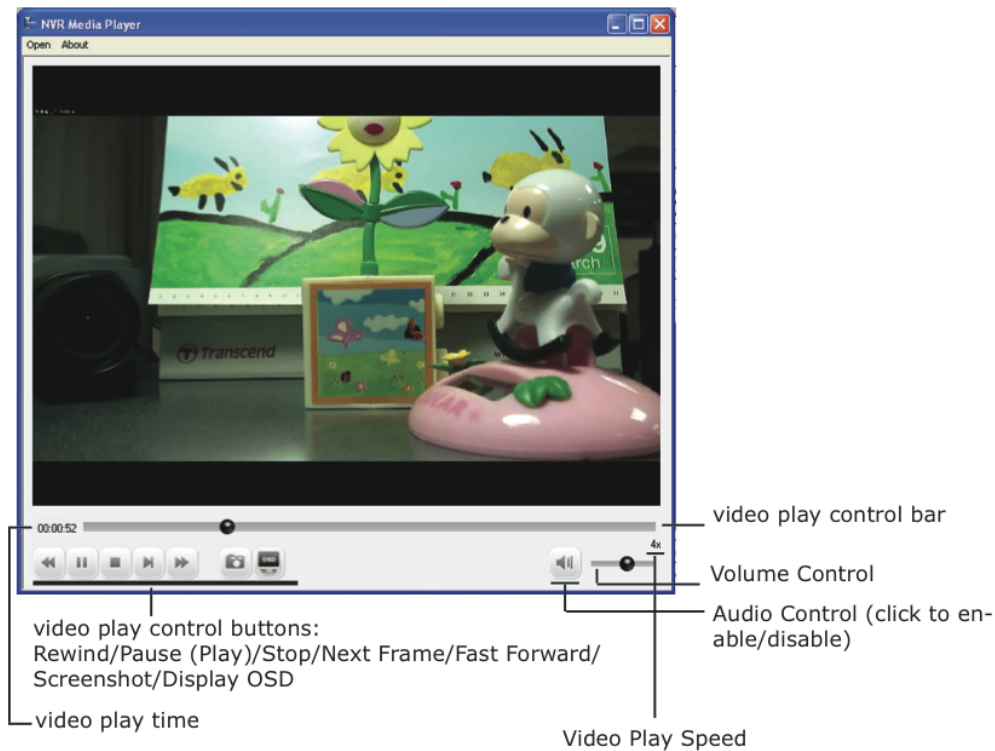 NVR Media Player
Open About
Transcend
00:00:52
4x
OSD
video play control bar
Volume Control
Audio Control (click to en-
able/disable)
video play control buttons:
Rewind/Pause (Play)/Stop/Next Frame/Fast Forward/
Screenshot/Display OSD
video play time
Video Play Speed